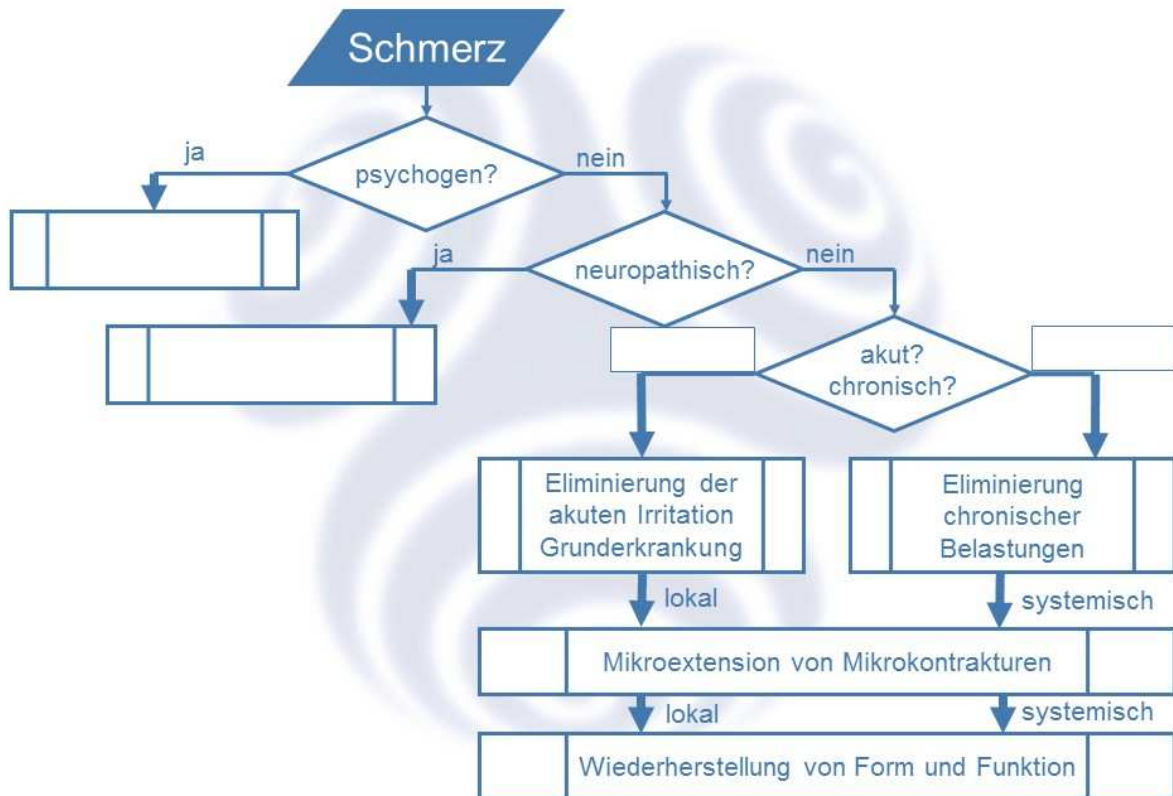 Schmerz
ja
psychogen?
nein
ja
neuropathisch?
nein
akut?
chronisch?
Eliminierung der
akuten Irritation
Grunderkrankung
Eliminierung
chronischer
Belastungen
lokal
systemisch
Mikroextension von Mikrokontrakturen
lokal
systemisch
Wiederherstellung von Form und Funktion